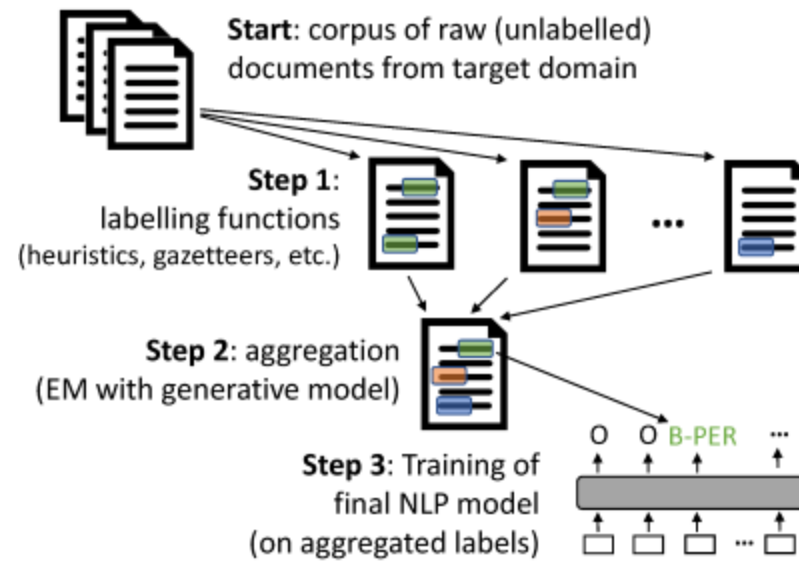 Start: corpus of raw (unlabelled)
documents from target domain
Step 1:
labelling functions
(heuristics, gazetteers, etc.)
...
Step 2: aggregation
(EM with generative model)
O O B-PER ...
Step 3: Training of
final NLP model
(on aggregated labels)
...